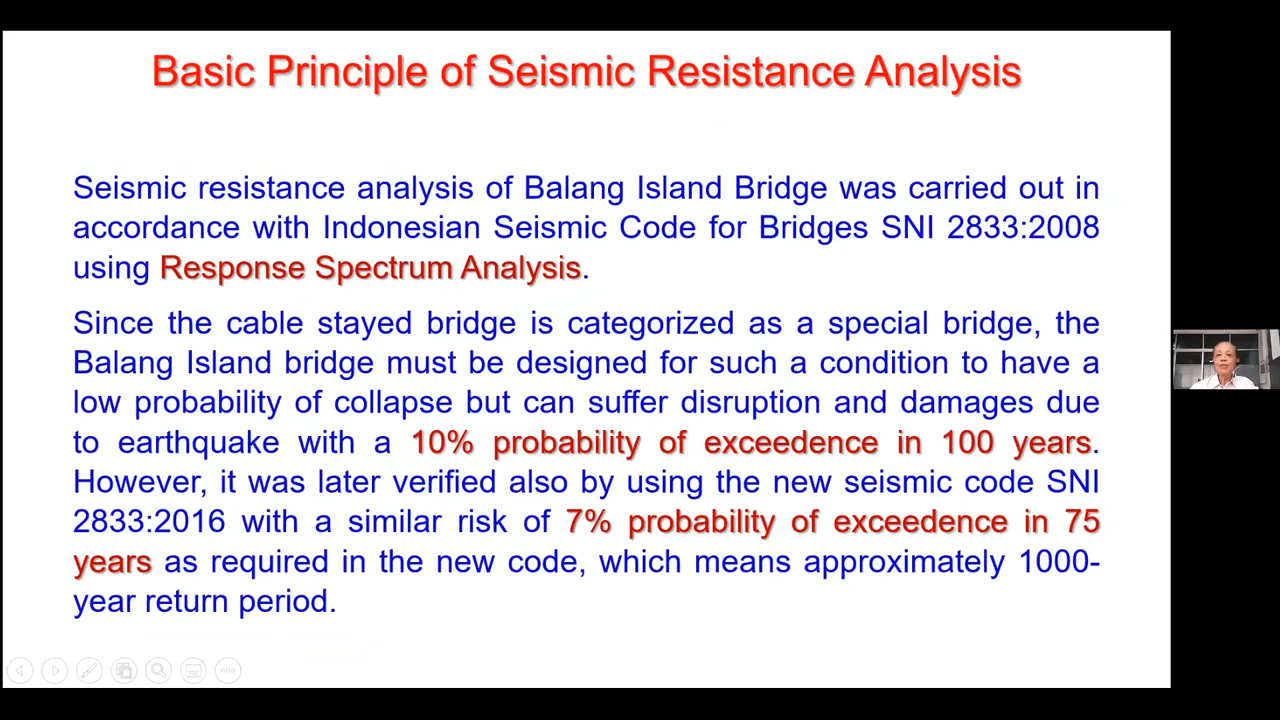 Basic Principle of Seismic Resistance Analysis
Seismic resistance analysis of Balang Island Bridge was carried out in
accordance with Indonesian Seismic Code for Bridges SNI 2833:2008
using Response Spectrum Analysis.
Since the cable stayed bridge is categorized as a special bridge, the
Balang Island bridge must be designed for such a condition to have a
low probability of collapse but can suffer disruption and damages due
to earthquake with a 10% probability of exceedence in 100 years.
However, it was later verified also by using the new seismic code SNI
2833:2016 with a similar risk of 7% probability of exceedence in 75
years as required in the new code, which means approximately 1000-
year return period.